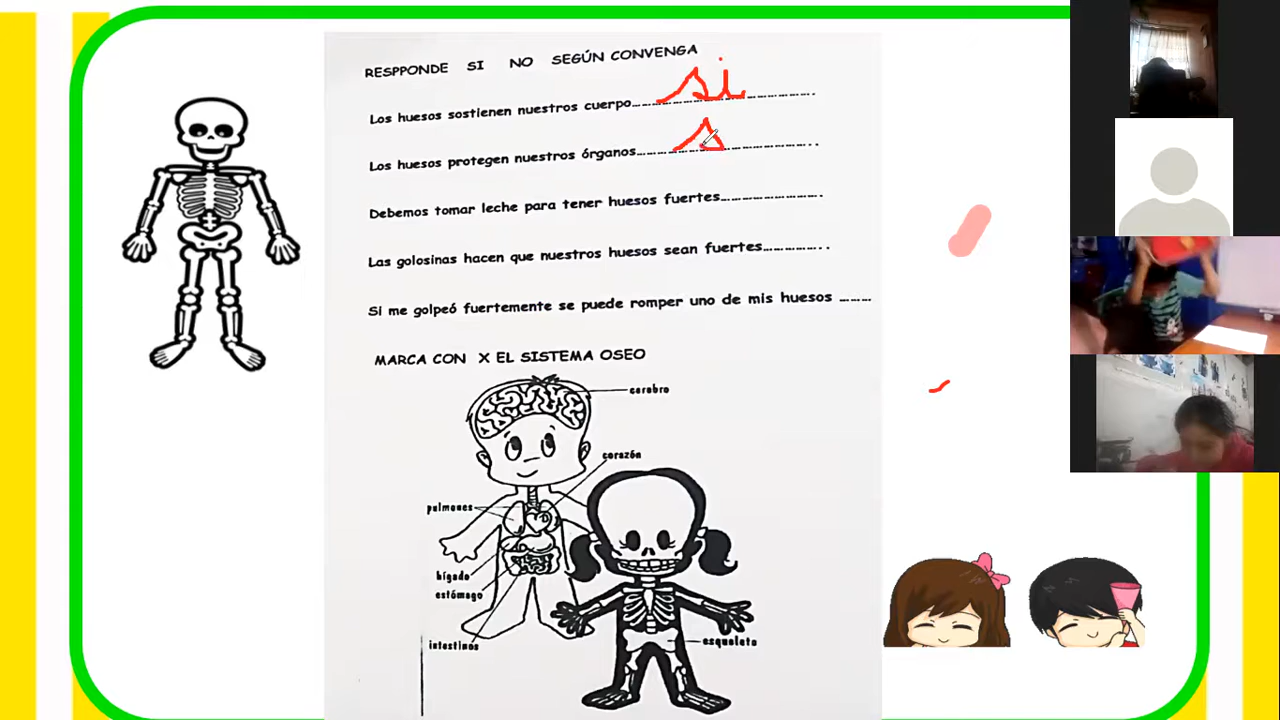 RESPPONDE SI NO SEGÚN CONVENGA
Los huesos sostienen nuestros cuerpo..................................... si
Los huesos protegen nuestros órganos..................................... s
Debemos tomar leche para tener huesos fuertes.....................
Las golosinas hacen que nuestros huesos sean fuertes................
Si me golpeó fuertemente se puede romper uno de mis huesos .........
MARCA CON X EL SISTEMA OSEO
cerebro
corazón
pulmones
hígado
estómago
intestinos
esqueleto